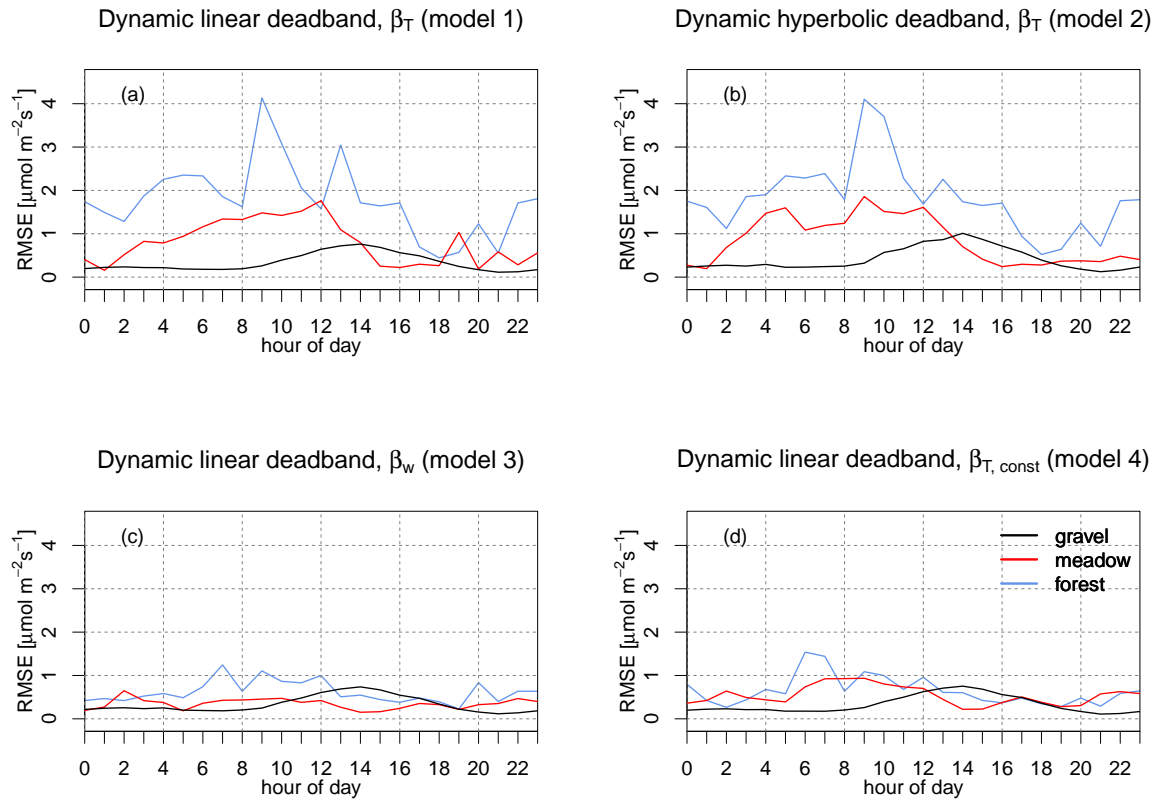 Dynamic linear deadband, β_T (model 1)
(a)
RMSE [μmol m⁻²s⁻¹]
4
3
2
1
0
0 2 4 6 8 10 12 14 16 18 20 22
hour of day
Dynamic hyperbolic deadband, β_T (model 2)
(b)
RMSE [μmol m⁻²s⁻¹]
4
3
2
1
0
0 2 4 6 8 10 12 14 16 18 20 22
hour of day
Dynamic linear deadband, β_w (model 3)
(c)
RMSE [μmol m⁻²s⁻¹]
4
3
2
1
0
0 2 4 6 8 10 12 14 16 18 20 22
hour of day
Dynamic linear deadband, β_T, const (model 4)
(d)
gravel
meadow
forest
RMSE [μmol m⁻²s⁻¹]
4
3
2
1
0
0 2 4 6 8 10 12 14 16 18 20 22
hour of day